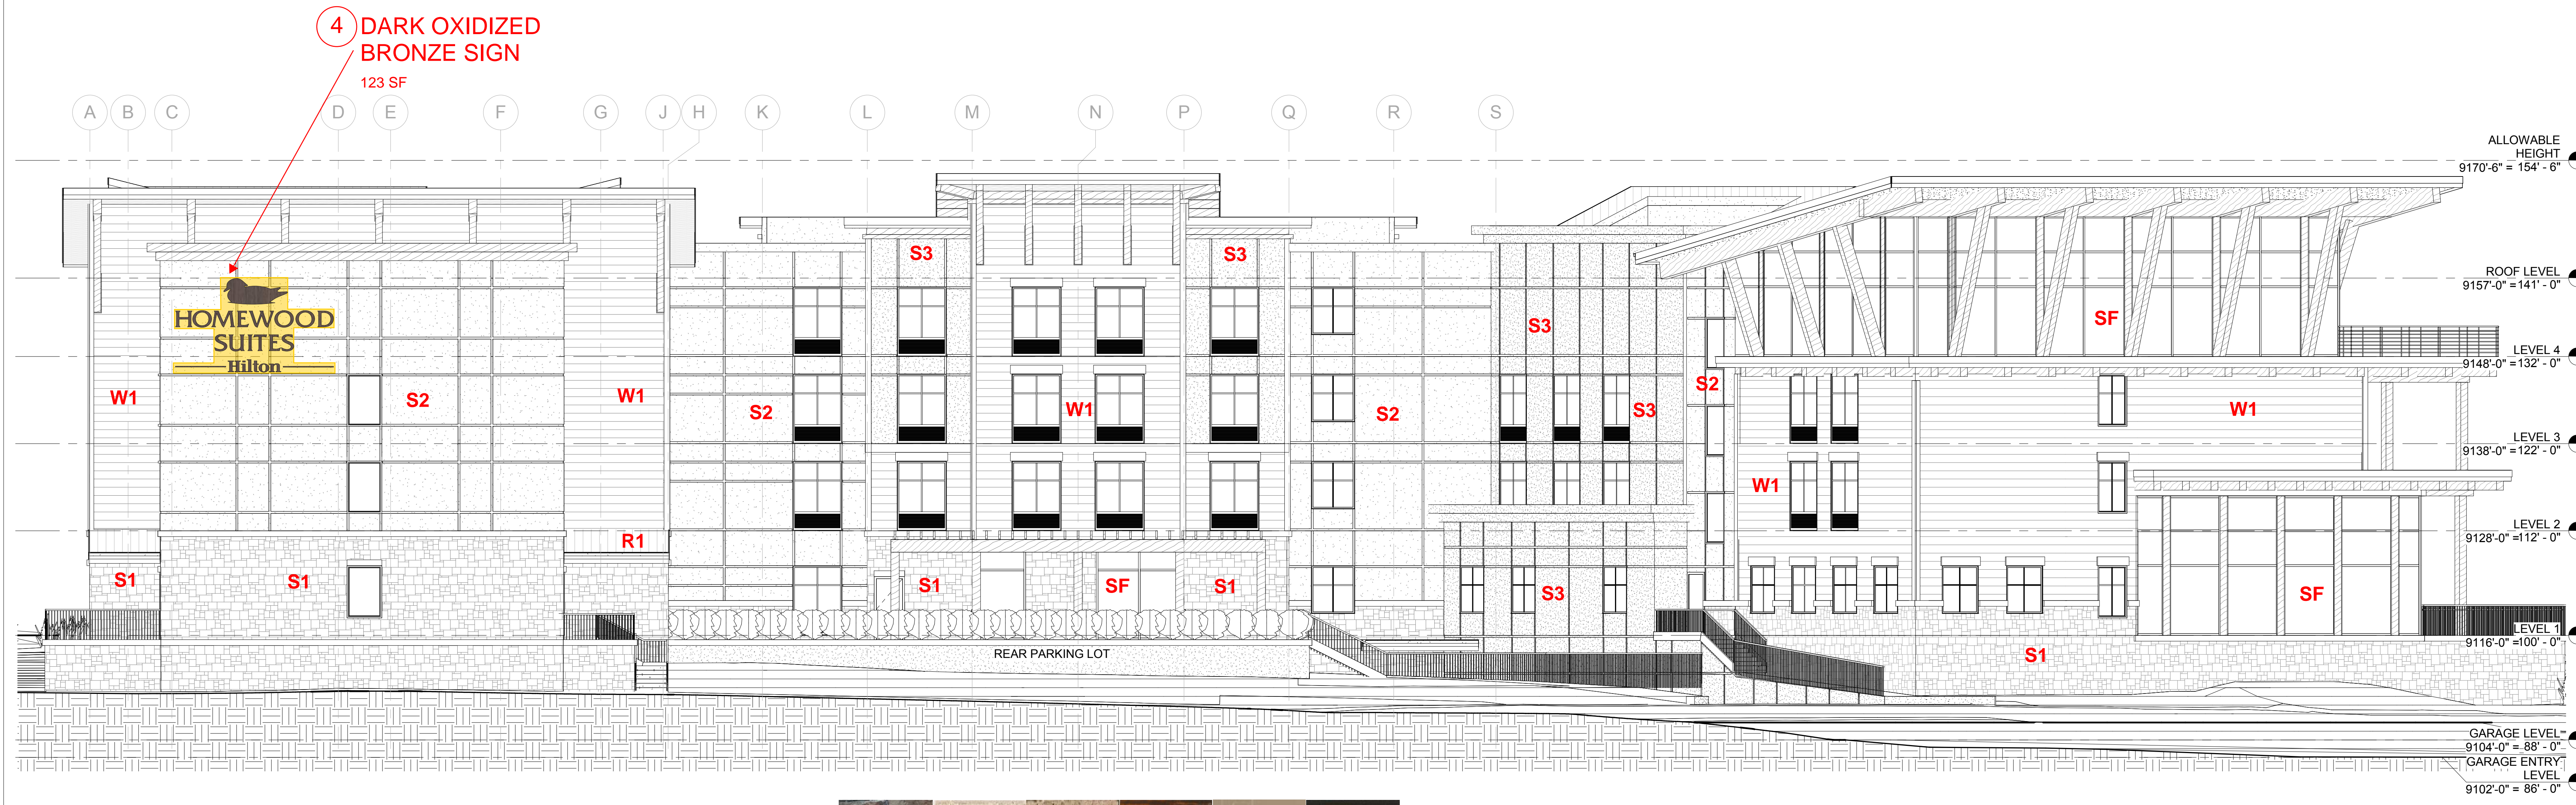 4 DARK OXIDIZED
BRONZE SIGN
123 SF
A B C D E F G J H K L M N P Q R S
ALLOWABLE
HEIGHT
9170'-6" = 154' - 6"
S3 S3
ROOF LEVEL
9157'-0" =141' - 0"
HOMEWOOD
SUITES
Hilton
S3 SF
LEVEL 4
9148'-0" =132' - 0"
W1 S2 W1 S2 W1 S2 S3 S2 W1
LEVEL 3
9138'-0" =122' - 0"
W1
LEVEL 2
9128'-0" =112' - 0"
R1
S1 S1 S1 SF S1 S3 SF
LEVEL 1
9116'-0" =100' - 0"
REAR PARKING LOT S1
GARAGE LEVEL
9104'-0" = 88' - 0"
GARAGE ENTRY
LEVEL
9102'-0" = 86' - 0"